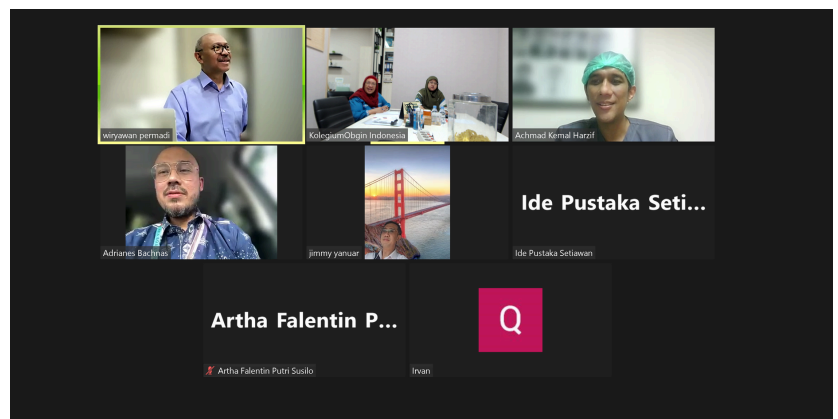 wiryawan permadi
KolegiumObgin Indonesia
Achmad Kemal Harzif
Adrianes Bachnas
jimmy yanuar
Ide Pustaka Seti...
Ide Pustaka Setiawan
Artha Falentin P...
Artha Falentin Putri Susilo
Q
Irvan